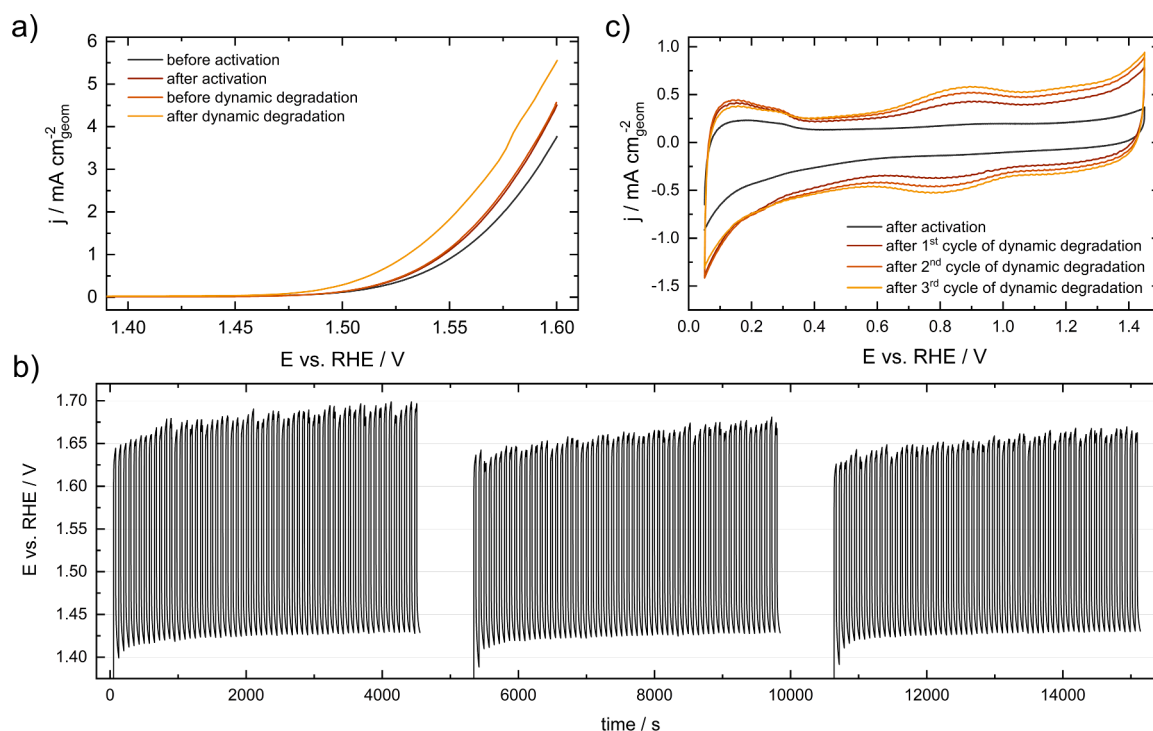 a)
6
5
4
3
2
1
0
j / mA cm-2geom
before activation
after activation
before dynamic degradation
after dynamic degradation
1.40 1.45 1.50 1.55 1.60
E vs. RHE / V
c)
1.0
0.5
0.0
-0.5
-1.0
-1.5
j / mA cm-2geom
after activation
after 1st cycle of dynamic degradation
after 2nd cycle of dynamic degradation
after 3rd cycle of dynamic degradation
0.0 0.2 0.4 0.6 0.8 1.0 1.2 1.4
E vs. RHE / V
b)
1.70
1.65
1.60
1.55
1.50
1.45
1.40
E vs. RHE / V
0 2000 4000 6000 8000 10000 12000 14000
time / s